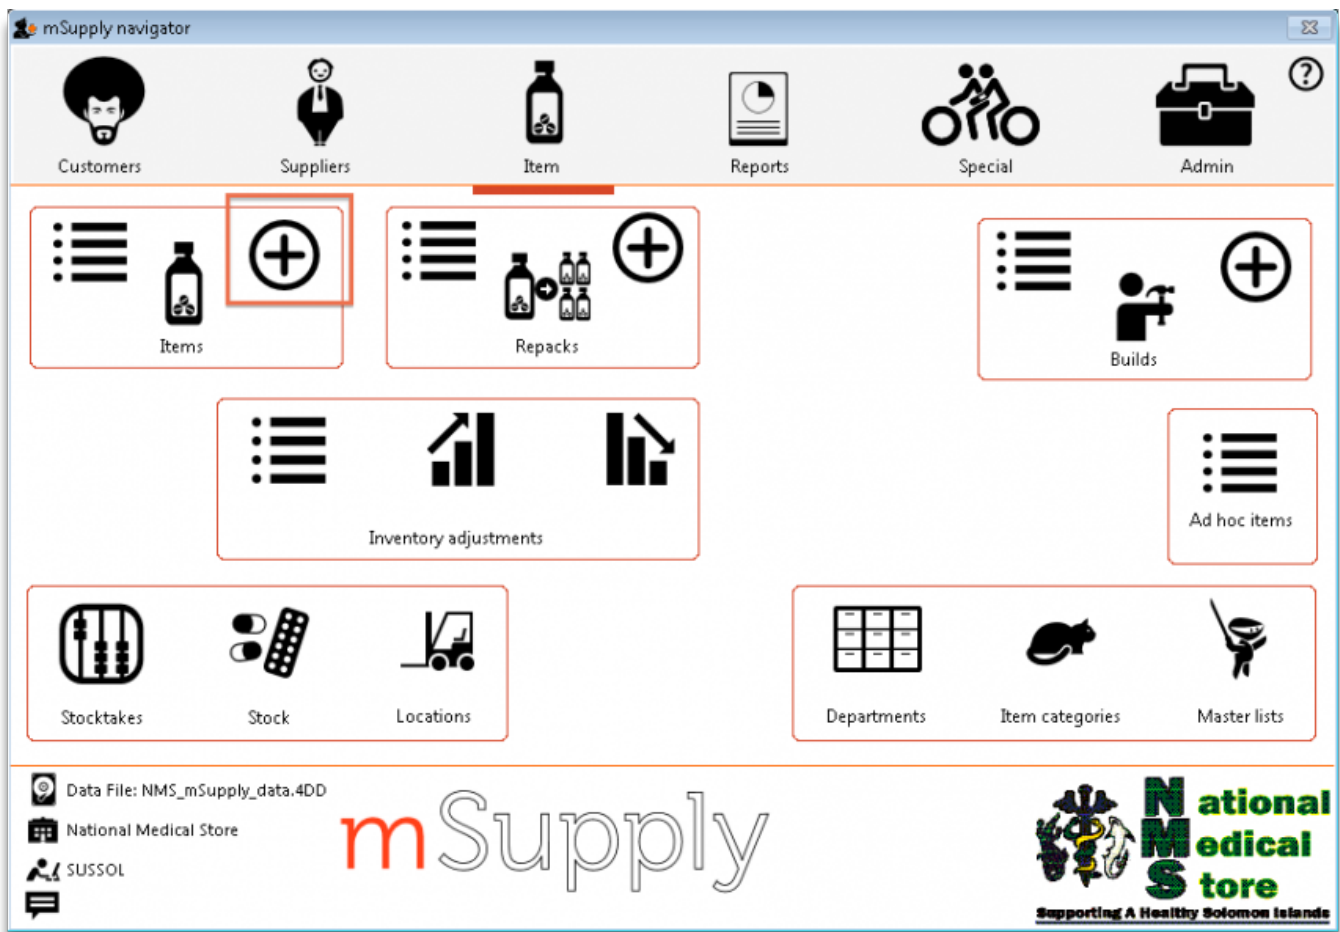 mSupply navigator
Customers
Suppliers
Item
Reports
Special
Admin
?
Items
Repacks
Builds
Inventory adjustments
Ad hoc items
Stocktakes
Stock
Locations
Departments
Item categories
Master lists
Data File: NMS_mSupply_data.4DD
National Medical Store
SUSSOL
mSupply
National
Medical
Store
Supporting A Healthy Solomon Islands